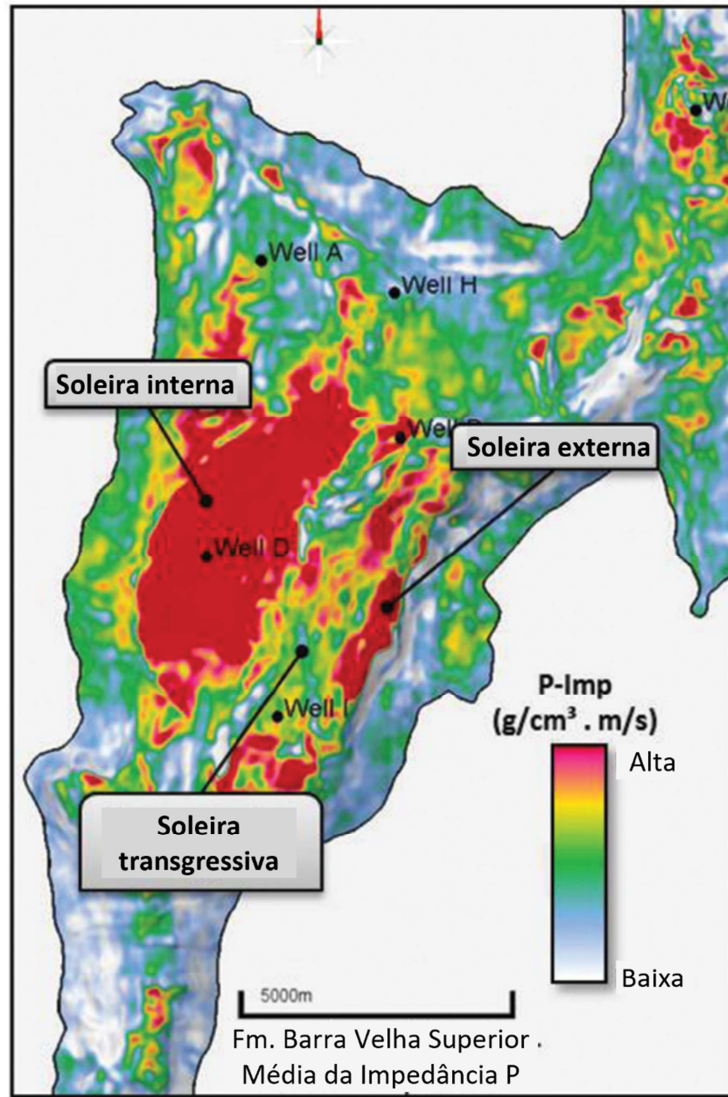 W
Well A
Well H
Soleira interna
Soleira externa
Well D
P-Imp
(g/cm³ . m/s)
Well I
Alta
Soleira
transgressiva
Baixa
5000m
Fm. Barra Velha Superior .
Média da Impedância P